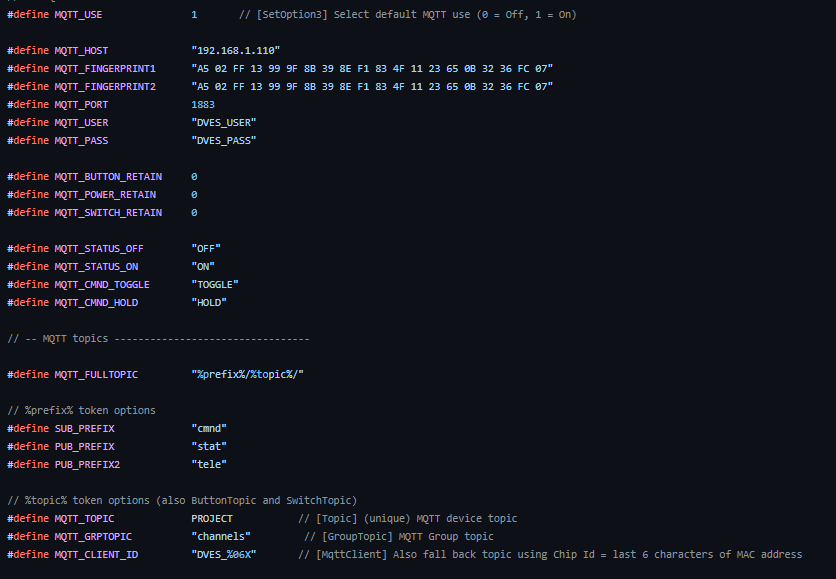 #define MQTT_USE 1 // [SetOption3] Select default MQTT use (0 = Off, 1 = On)
#define MQTT_HOST "192.168.1.110"
#define MQTT_FINGERPRINT1 "A5 02 FF 13 99 9F 8B 39 8E F1 83 4F 11 23 65 0B 32 36 FC 07"
#define MQTT_FINGERPRINT2 "A5 02 FF 13 99 9F 8B 39 8E F1 83 4F 11 23 65 0B 32 36 FC 07"
#define MQTT_PORT 1883
#define MQTT_USER "DVES_USER"
#define MQTT_PASS "DVES_PASS"
#define MQTT_BUTTON_RETAIN 0
#define MQTT_POWER_RETAIN 0
#define MQTT_SWITCH_RETAIN 0
#define MQTT_STATUS_OFF "OFF"
#define MQTT_STATUS_ON "ON"
#define MQTT_CMND_TOGGLE "TOGGLE"
#define MQTT_CMND_HOLD "HOLD"
// -- MQTT topics ---------------------------------
#define MQTT_FULLTOPIC "%prefix%/%topic%/"
// %prefix% token options
#define SUB_PREFIX "cmnd"
#define PUB_PREFIX "stat"
#define PUB_PREFIX2 "tele"
// %topic% token options (also ButtonTopic and SwitchTopic)
#define MQTT_TOPIC PROJECT // [Topic] (unique) MQTT device topic
#define MQTT_GRPTOPIC "channels" // [GroupTopic] MQTT Group topic
#define MQTT_CLIENT_ID "DVES_%06X" // [MqttClient] Also fall back topic using Chip Id = last 6 characters of MAC address